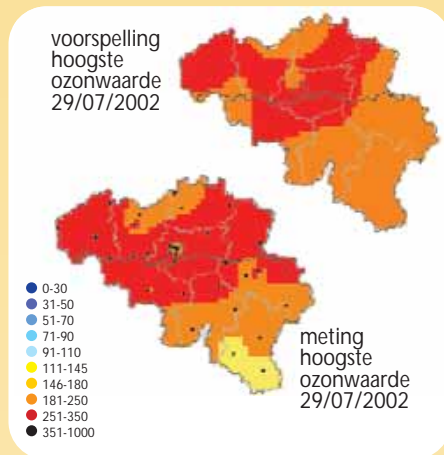 voorspelling
hoogste
ozonwaarde
29/07/2002
0-30
31-50
51-70
71-90
91-110
111-145
146-180
181-250
251-350
351-1000
meting
hoogste
ozonwaarde
29/07/2002